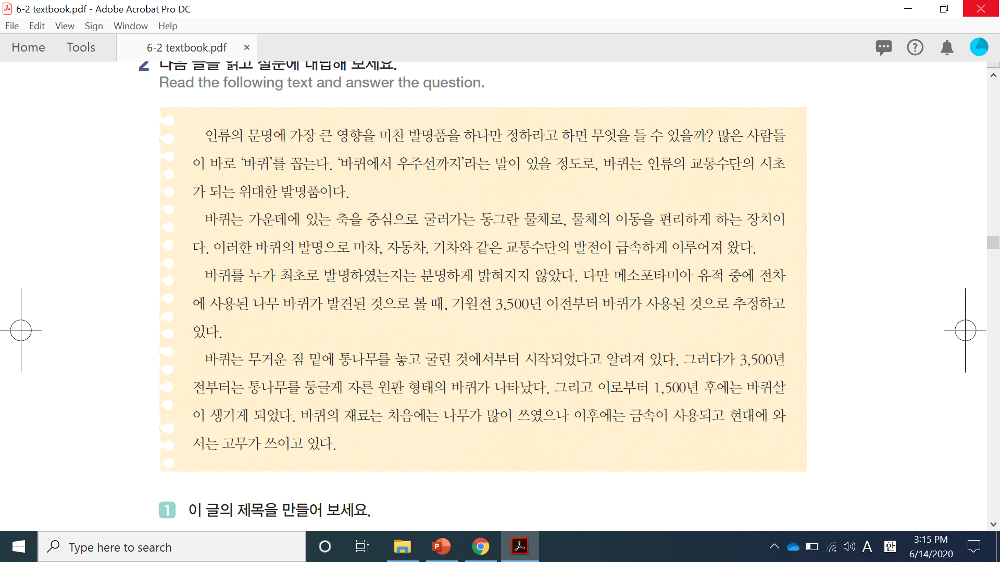 6-2 textbook.pdf - Adobe Acrobat Pro DC
File Edit View Sign Window Help
Home Tools 6-2 textbook.pdf ×
2 다음 글을 읽고 질문에 대답해 보세요.
Read the following text and answer the question.
인류의 문명에 가장 큰 영향을 미친 발명품을 하나만 정하라고 하면 무엇을 들 수 있을까? 많은 사람들
이 바로 ‘바퀴’를 꼽는다. ‘바퀴에서 우주선까지’라는 말이 있을 정도로, 바퀴는 인류의 교통수단의 시초
가 되는 위대한 발명품이다.
바퀴는 가운데에 있는 축을 중심으로 굴러가는 동그란 물체로, 물체의 이동을 편리하게 하는 장치이
다. 이러한 바퀴의 발명으로 마차, 자동차, 기차와 같은 교통수단의 발전이 급속하게 이루어져 왔다.
바퀴를 누가 최초로 발명하였는지는 분명하게 밝혀지지 않았다. 다만 메소포타미아 유적 중에 전차
에 사용된 나무 바퀴가 발견된 것으로 볼 때, 기원전 3,500년 이전부터 바퀴가 사용된 것으로 추정하고
있다.
바퀴는 무거운 짐 밑에 통나무를 놓고 굴린 것에서부터 시작되었다고 알려져 있다. 그러다가 3,500년
전부터는 통나무를 둥글게 자른 원판 형태의 바퀴가 나타났다. 그리고 이로부터 1,500년 후에는 바퀴살
이 생기게 되었다. 바퀴의 재료는 처음에는 나무가 많이 쓰였으나 이후에는 금속이 사용되고 현대에 와
서는 고무가 쓰이고 있다.
1 이 글의 제목을 만들어 보세요.
Type here to search
A 한
3:15 PM
6/14/2020